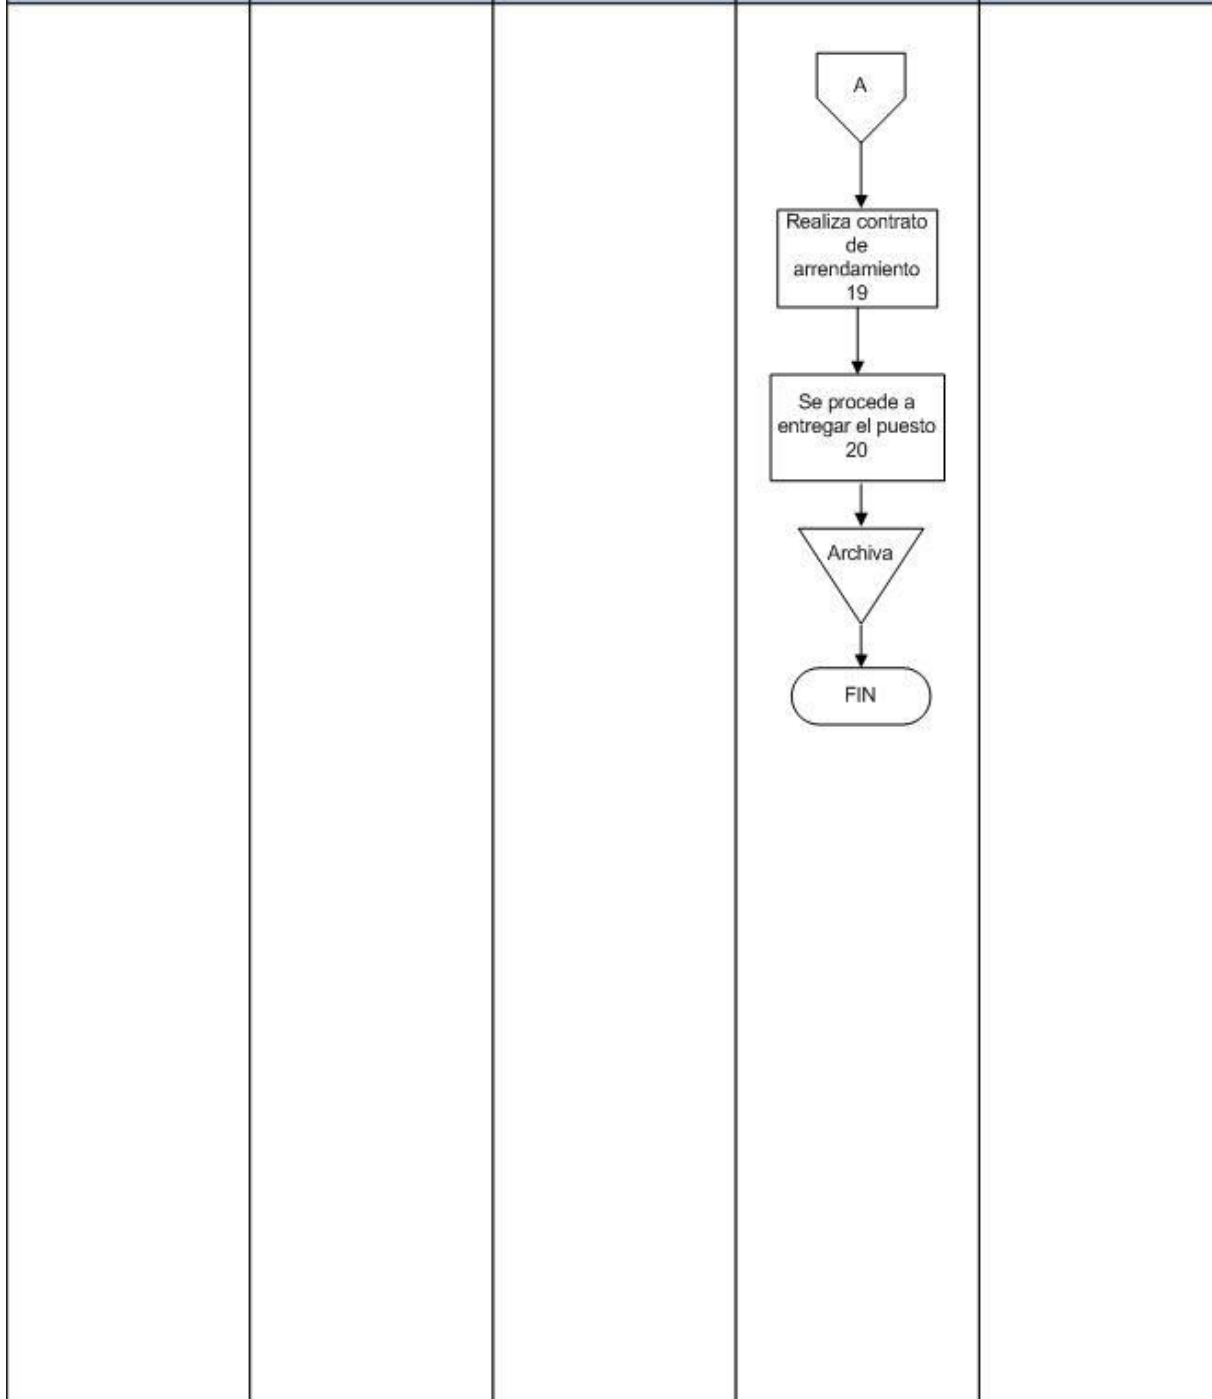 A
Realiza contrato
de
arrendamiento
19
Se procede a
entregar el puesto
20
Archiva
FIN